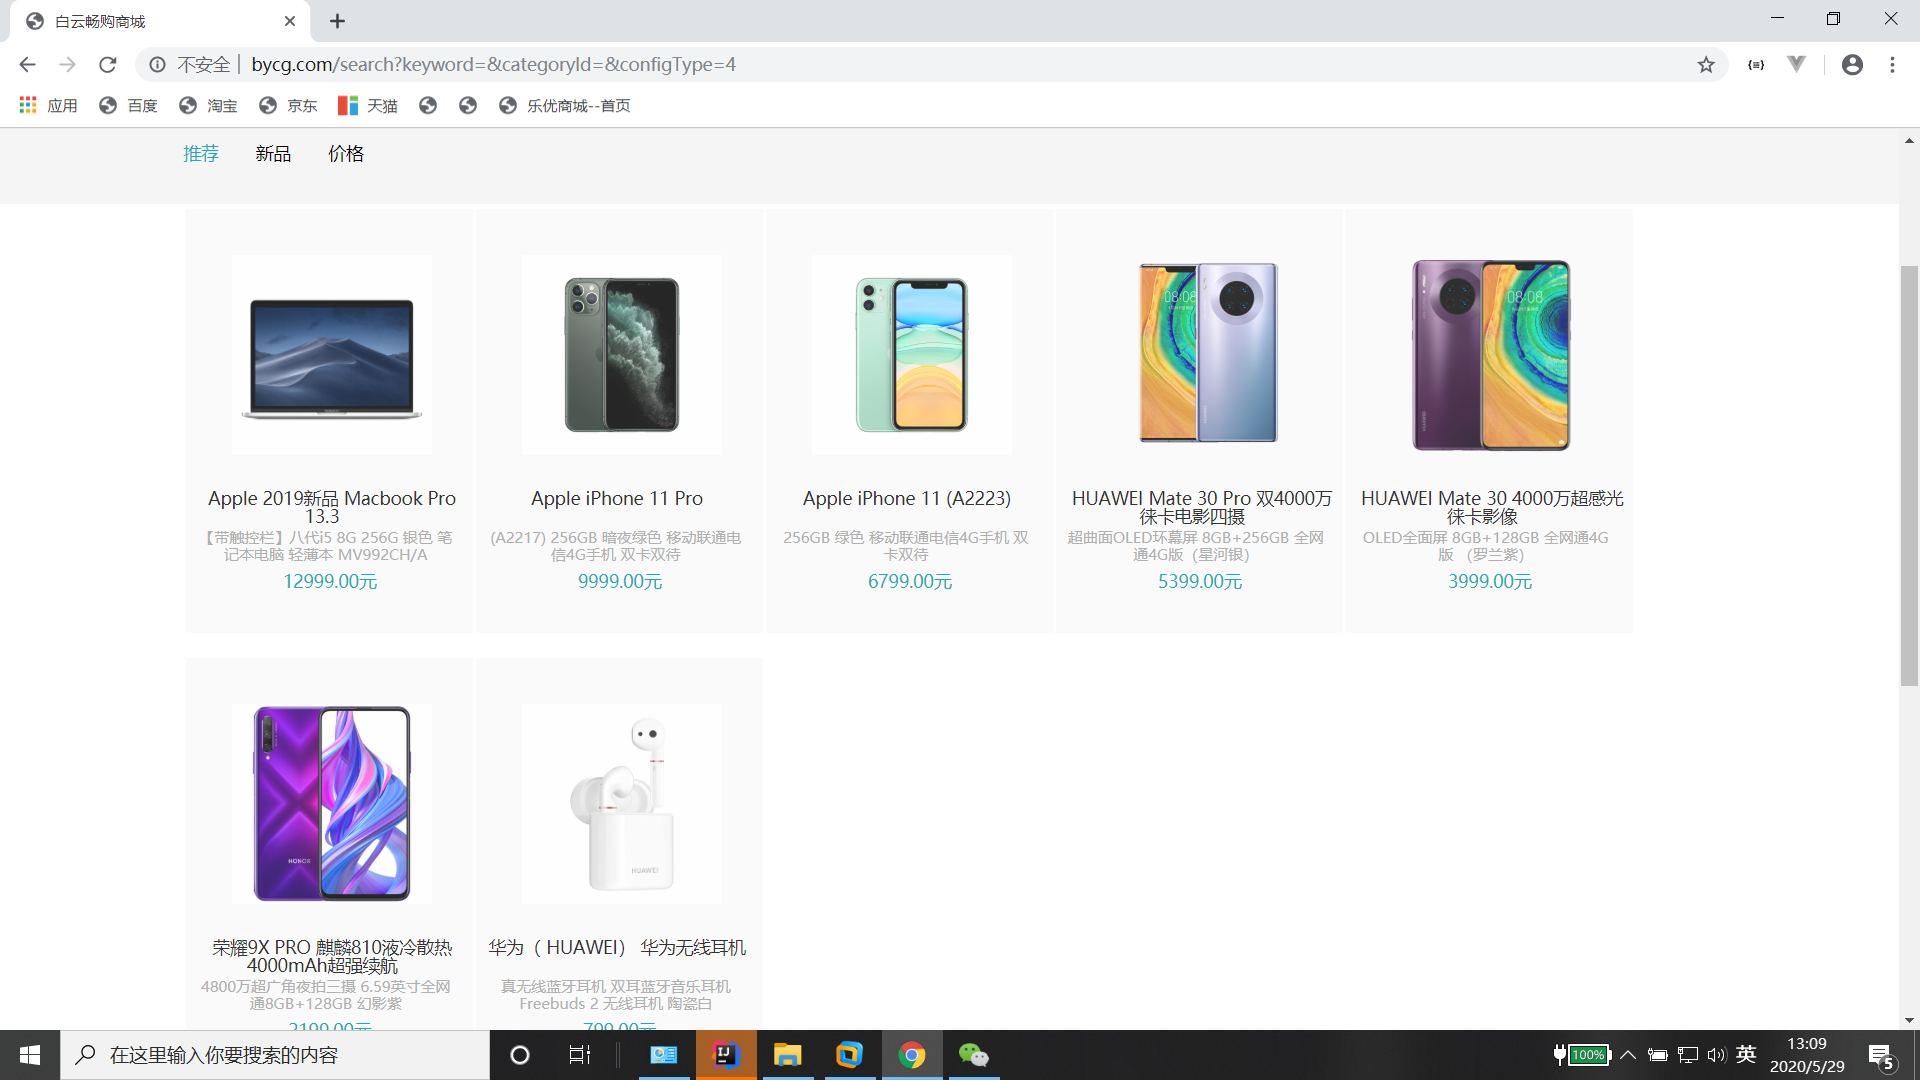 白云畅购商城
不安全 bycg.com/search?keyword=&categoryId=&configType=4
应用 百度 淘宝 京东 天猫 乐优商城--首页
推荐 新品 价格
08:08
08:08
Apple 2019新品 Macbook Pro
13.3
【带触控栏】八代i5 8G 256G 银色 笔
记本电脑 轻薄本 MV992CH/A
12999.00元
Apple iPhone 11 Pro
(A2217) 256GB 暗夜绿色 移动联通电
信4G手机 双卡双待
9999.00元
Apple iPhone 11 (A2223)
256GB 绿色 移动联通电信4G手机 双
卡双待
6799.00元
HUAWEI Mate 30 Pro 双4000万
徕卡电影四摄
超曲面OLED环幕屏 8GB+256GB 全网
通4G版（星河银）
5399.00元
HUAWEI Mate 30 4000万超感光
徕卡影像
OLED全面屏 8GB+128GB 全网通4G
版 （罗兰紫）
3999.00元
HONOR
HUAWEI
荣耀9X PRO 麒麟810液冷散热
4000mAh超强续航
4800万超广角夜拍三摄 6.59英寸全网
通8GB+128GB 幻影紫
2199.00元
华为（ HUAWEI） 华为无线耳机
真无线蓝牙耳机 双耳蓝牙音乐耳机
Freebuds 2 无线耳机 陶瓷白
799.00元
在这里输入你要搜索的内容
IJ
100%
英
13:09
2020/5/29
5